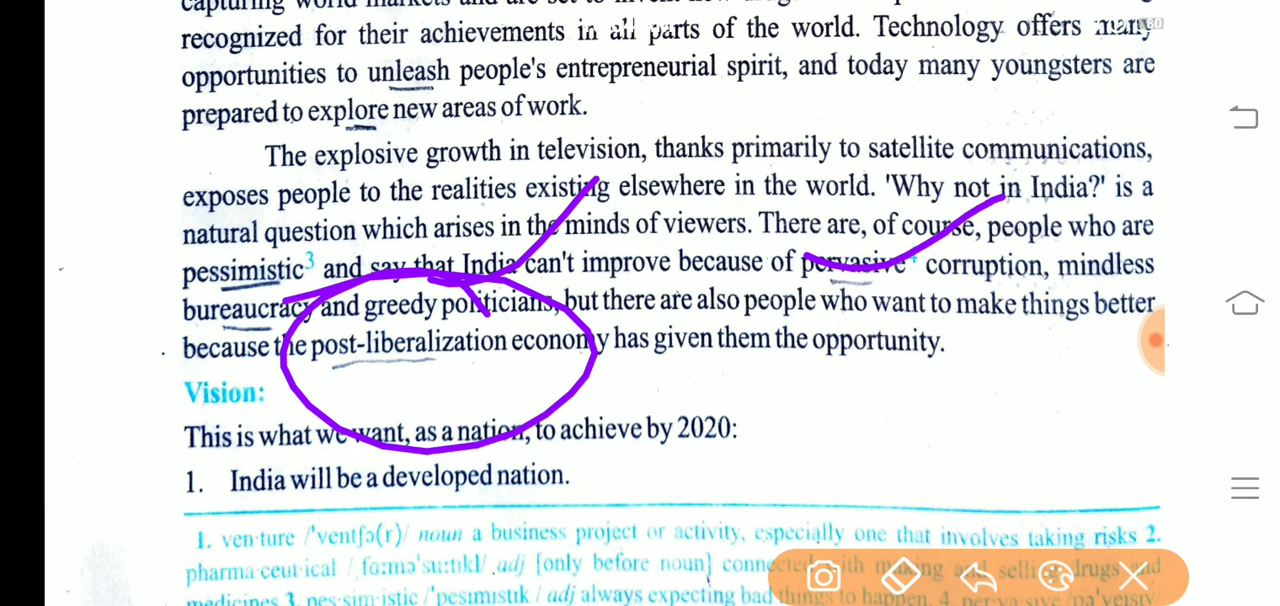 capturing world markets and are set to
recognized for their achievements in all parts of the world. Technology offers many
opportunities to unleash people's entrepreneurial spirit, and today many youngsters are
prepared to explore new areas of work.
The explosive growth in television, thanks primarily to satellite communications,
exposes people to the realities existing elsewhere in the world. 'Why not in India?' is a
natural question which arises in the minds of viewers. There are, of course, people who are
pessimistic³ and say that India can't improve because of pervasive⁴ corruption, mindless
bureaucracy and greedy politicians, but there are also people who want to make things better
because the post-liberalization economy has given them the opportunity.
Vision:
This is what we want, as a nation, to achieve by 2020:
1. India will be a developed nation.
1. ven·ture /'ventʃə(r)/ noun a business project or activity, especially one that involves taking risks 2.
pharma·ceut·ical / fɑːmə'suːtɪkl/ adj [only before noun] connected with making and selling drugs and
medicines 3. pes·sim·istic /'pesɪmɪstɪk / adj always expecting bad things to happen. 4. per·va·sive